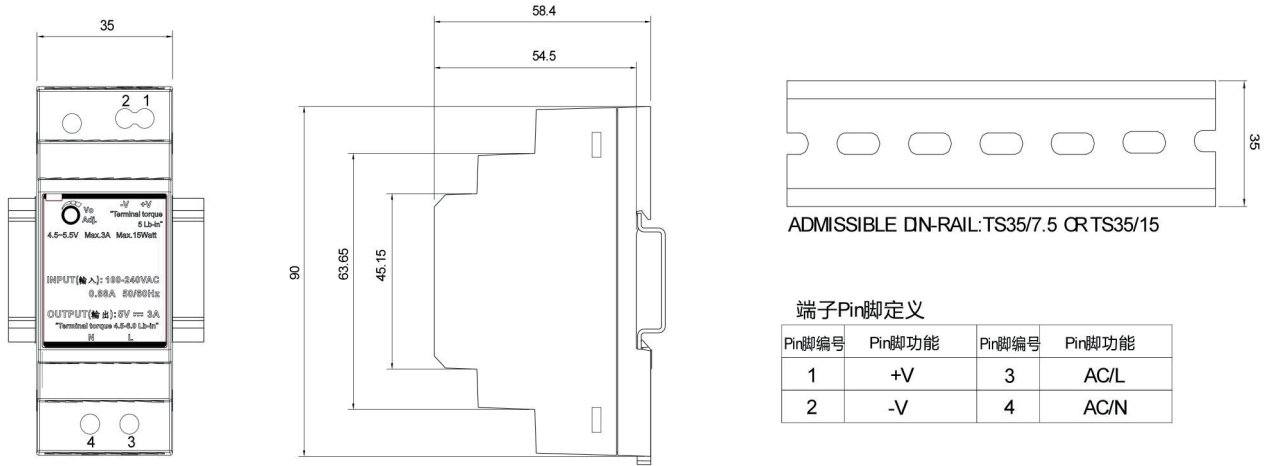 35
2 1
Vo -V +V
Adj. "Terminal torque
5 Lb-in"
4.5~5.5V Max.3A Max.15Watt
INPUT(輸入): 100-240VAC
0.88A 50/60Hz
OUTPUT(輸出): 5V ⎓ 3A
"Terminal torque 4.5-6.0 Lb-in"
N L
4 3
58.4
54.5
90
63.65
45.15
35
ADMISSIBLE DIN-RAIL:TS35/7.5 OR TS35/15
端子Pin脚定义
Pin脚编号 Pin脚功能 Pin脚编号 Pin脚功能
1 +V 3 AC/L
2 -V 4 AC/N